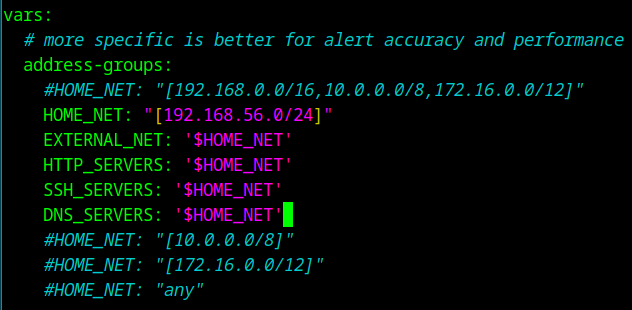 vars:
# more specific is better for alert accuracy and performance
address-groups:
#HOME_NET: "[192.168.0.0/16,10.0.0.0/8,172.16.0.0/12]"
HOME_NET: "[192.168.56.0/24]"
EXTERNAL_NET: '$HOME_NET'
HTTP_SERVERS: '$HOME_NET'
SSH_SERVERS: '$HOME_NET'
DNS_SERVERS: '$HOME_NET'
#HOME_NET: "[10.0.0.0/8]"
#HOME_NET: "[172.16.0.0/12]"
#HOME_NET: "any"